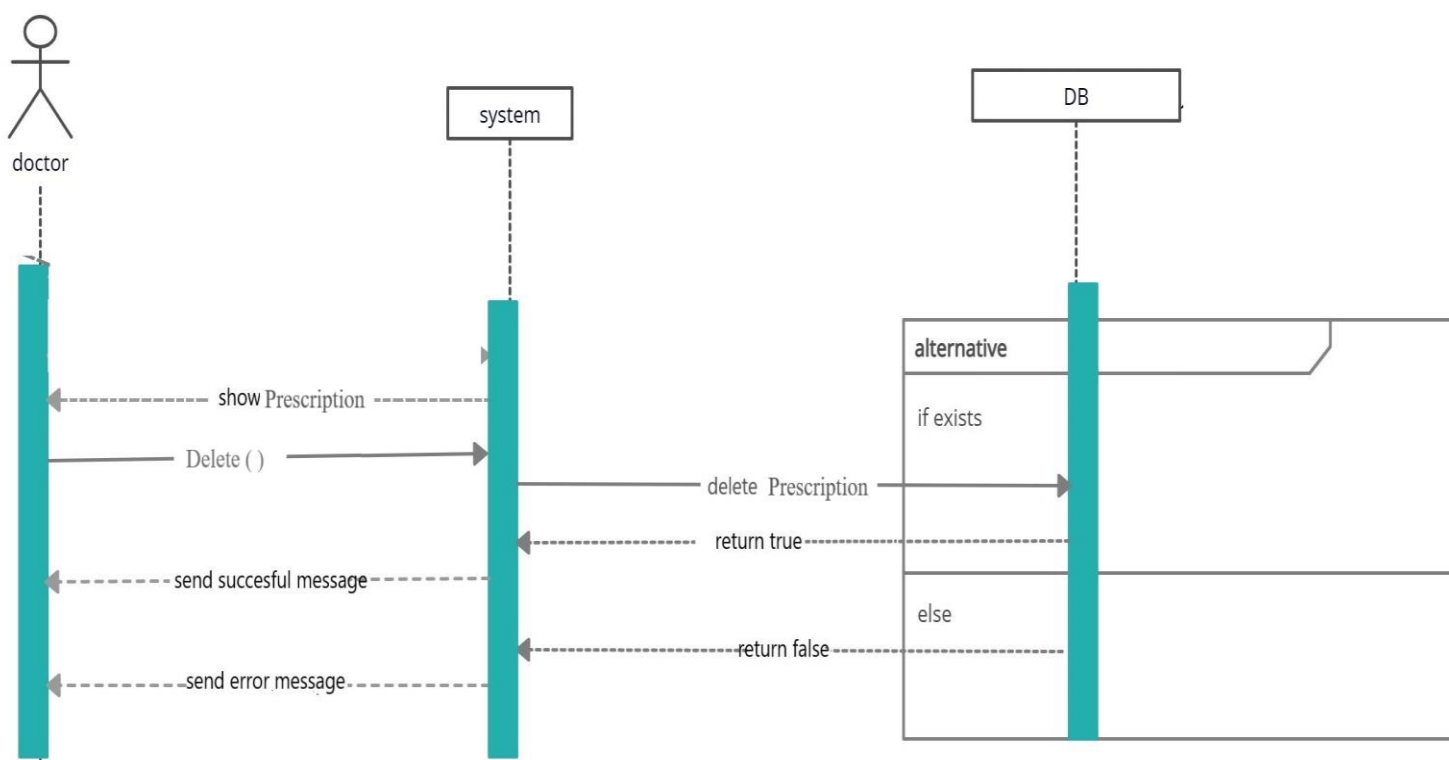 doctor
system
DB
alternative
if exists
show Prescription
Delete ( )
delete Prescription
return true
send succesful message
else
return false
send error message